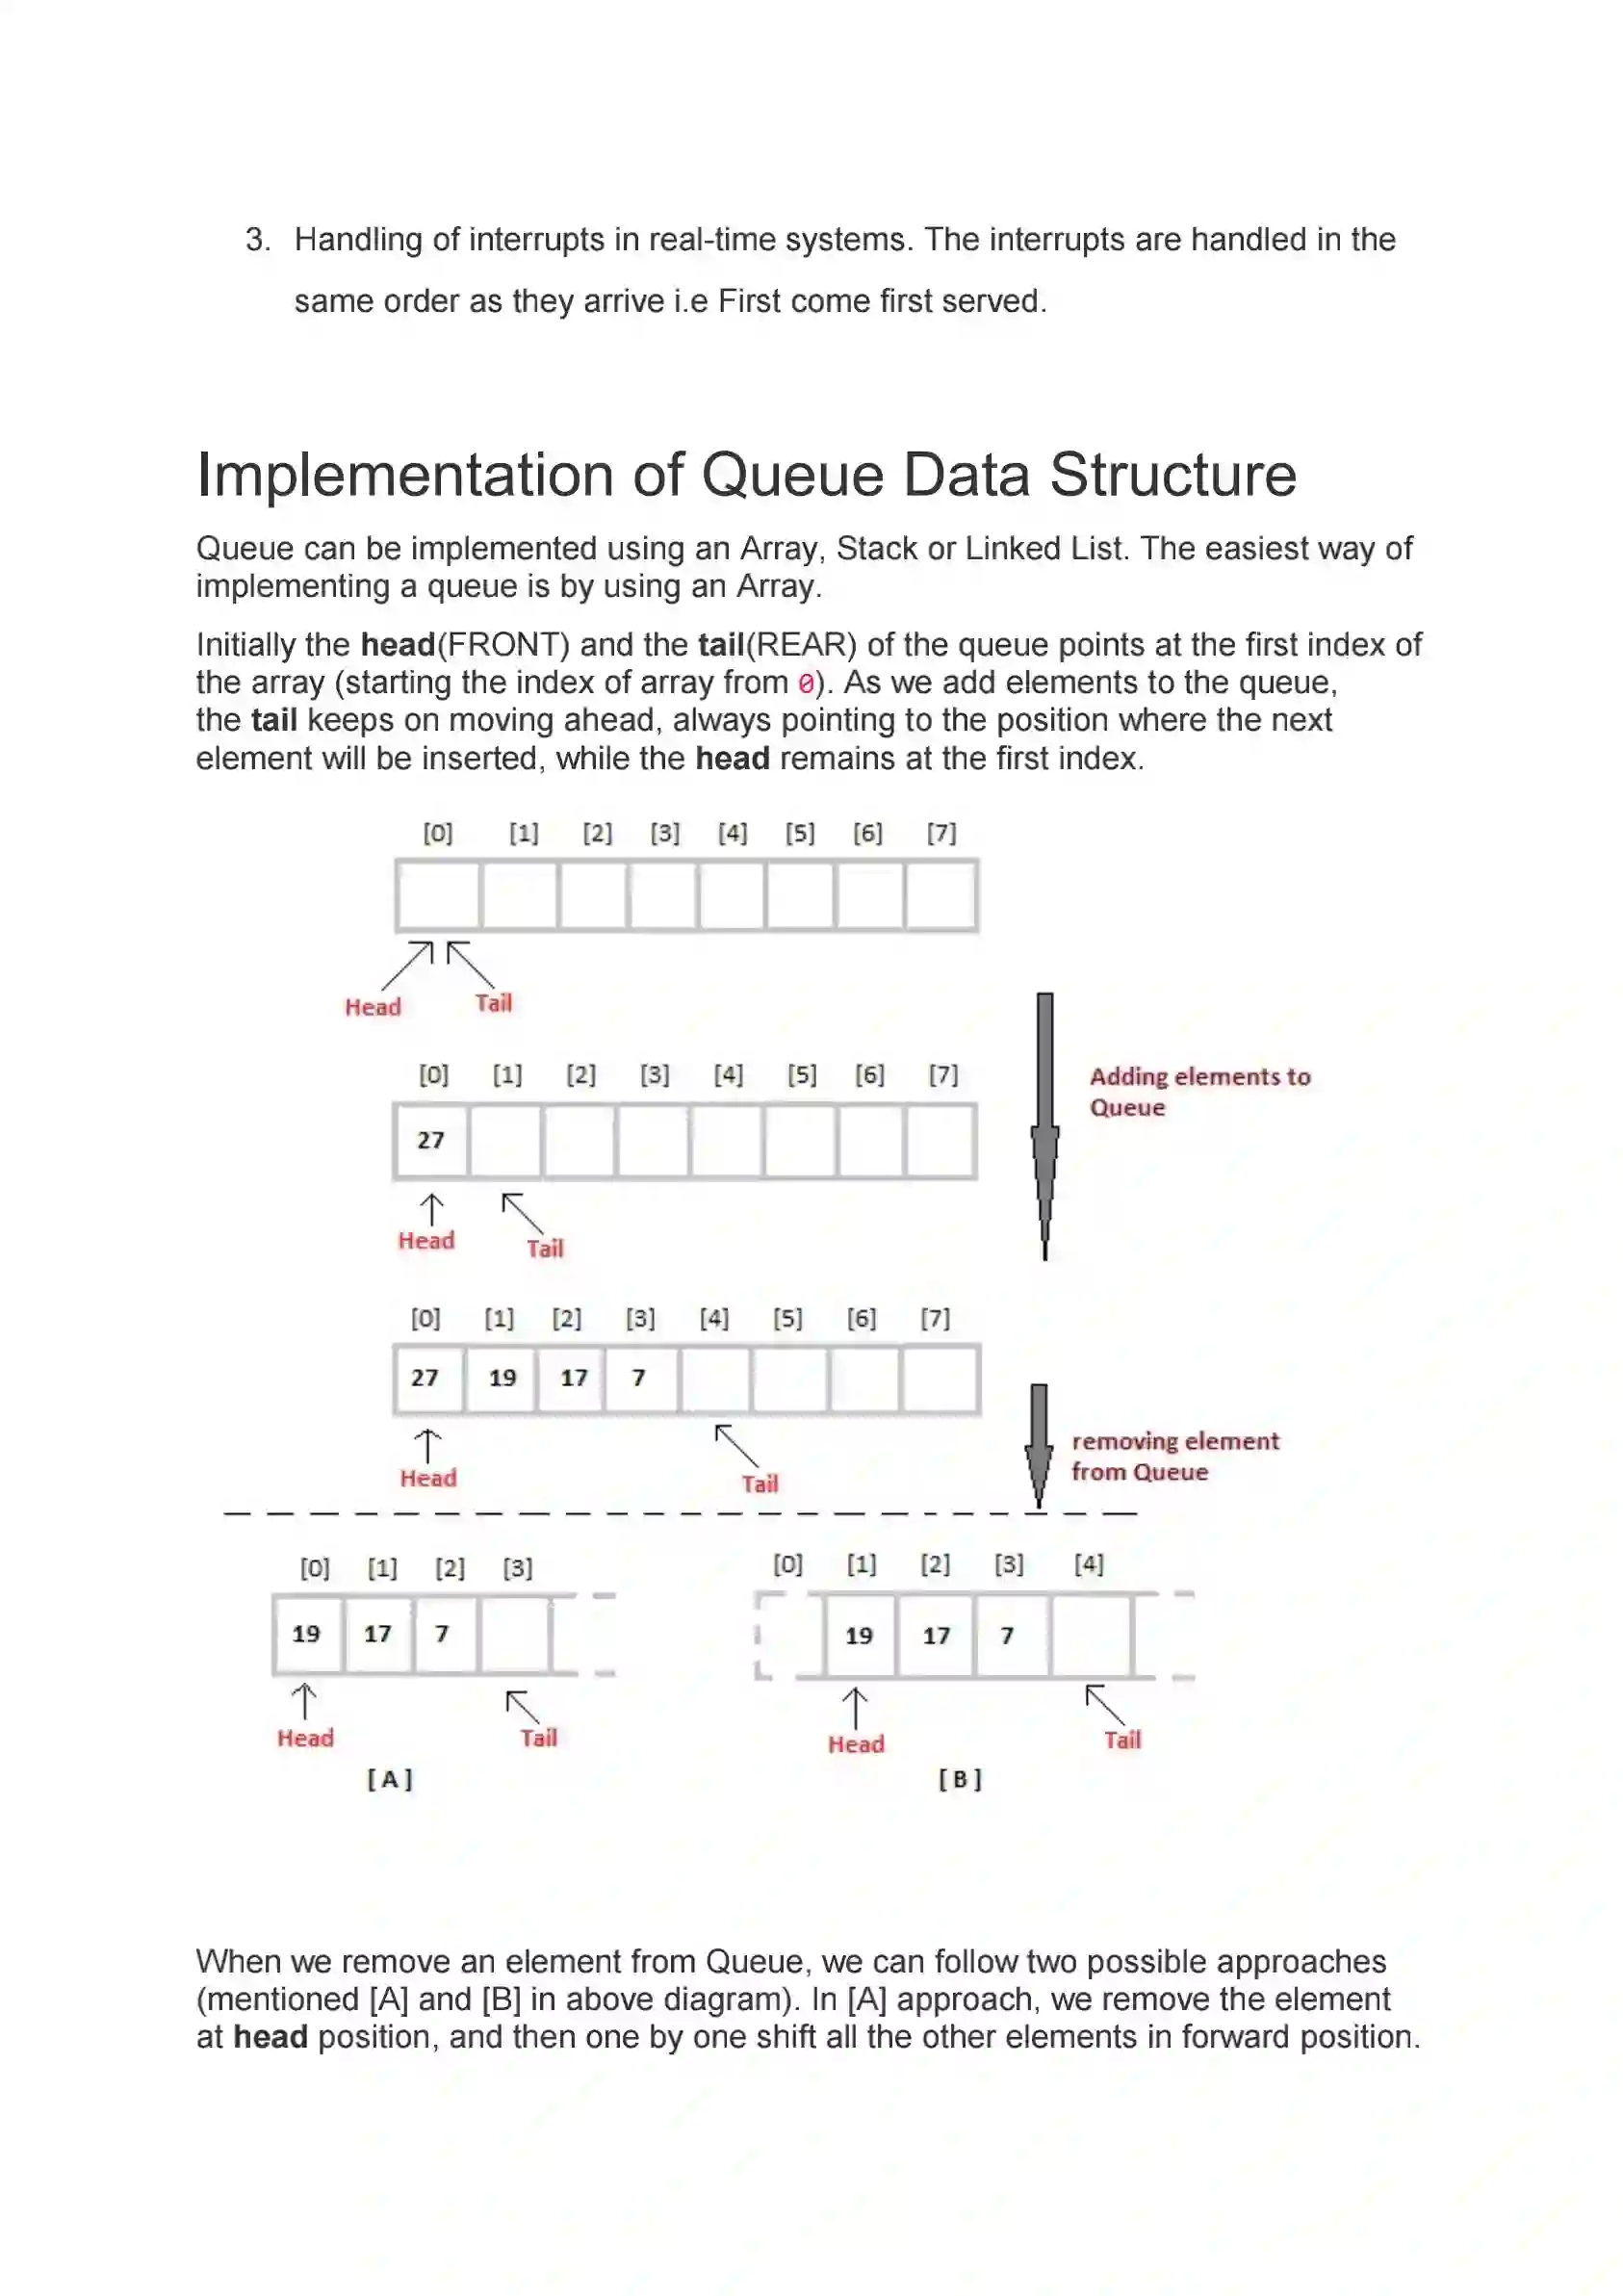 3. Handling of interrupts in real-time systems. The interrupts are handled in the
same order as they arrive i.e First come first served.
Implementation of Queue Data Structure
Queue can be implemented using an Array, Stack or Linked List. The easiest way of
implementing a queue is by using an Array.
Initially the head(FRONT) and the tail(REAR) of the queue points at the first index of
the array (starting the index of array from 0). As we add elements to the queue,
the tail keeps on moving ahead, always pointing to the position where the next
element will be inserted, while the head remains at the first index.
[0] [1] [2] [3] [4] [5] [6] [7]
Head Tail
[0] [1] [2] [3] [4] [5] [6] [7]
Adding elements to
Queue
27
Head Tail
[0] [1] [2] [3] [4] [5] [6] [7]
27 19 17 7
Head Tail
removing element
from Queue
[0] [1] [2] [3]
19 17 7
Head Tail
[A]
[0] [1] [2] [3] [4]
19 17 7
Head Tail
[B]
When we remove an element from Queue, we can follow two possible approaches
(mentioned [A] and [B] in above diagram). In [A] approach, we remove the element
at head position, and then one by one shift all the other elements in forward position.